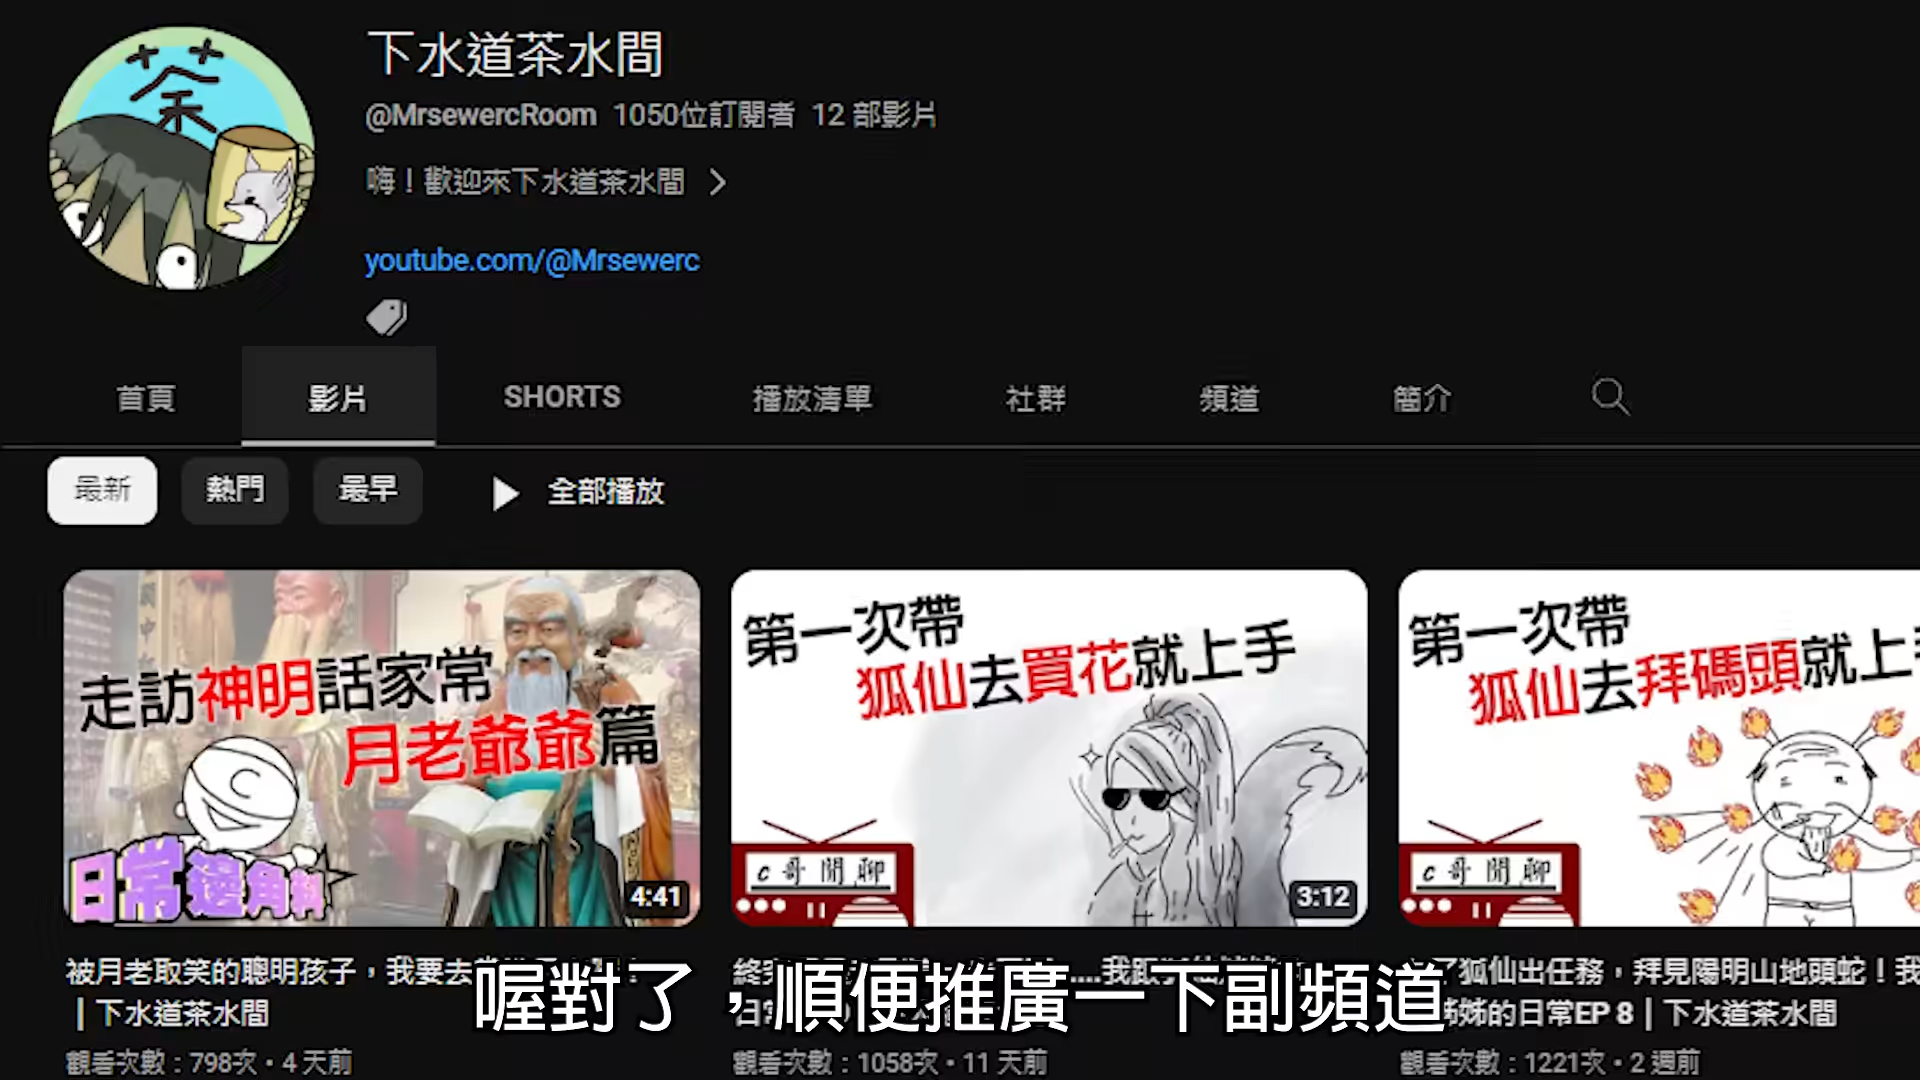 茶
下水道茶水間
@MrsewercRoom 1050位訂閱者 12 部影片
嗨！歡迎來下水道茶水間
youtube.com/@Mrsewerc
首頁 影片 SHORTS 播放清單 社群 頻道 簡介
最新 熱門 最早 全部播放
走訪神明話家常
月老爺爺篇
日常邊角料
4:41
第一次帶
狐仙去買花就上手
c哥閒聊
3:12
第一次帶
狐仙去拜碼頭就上手
c哥閒聊
被月老取笑的聰明孩子，我要去
｜下水道茶水間
觀看次數：798次・4 天前
觀看次數：1058次・11 天前
了狐仙出任務，拜見陽明山地頭蛇！我
姊姊的日常EP 8｜下水道茶水間
觀看次數：1221次・2 週前
喔對了，順便推廣一下副頻道